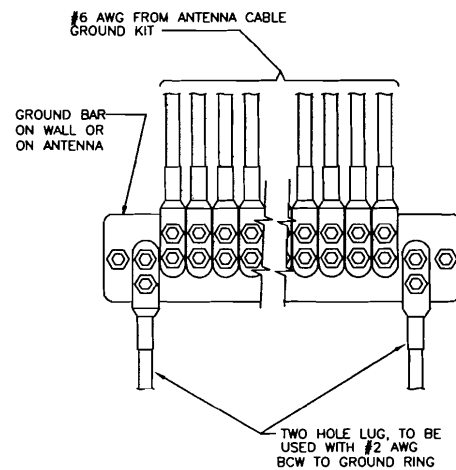 #6 AWG FROM ANTENNA CABLE
GROUND KIT
GROUND BAR
ON WALL OR
ON ANTENNA
TWO HOLE LUG, TO BE
USED WITH #2 AWG
BCW TO GROUND RING